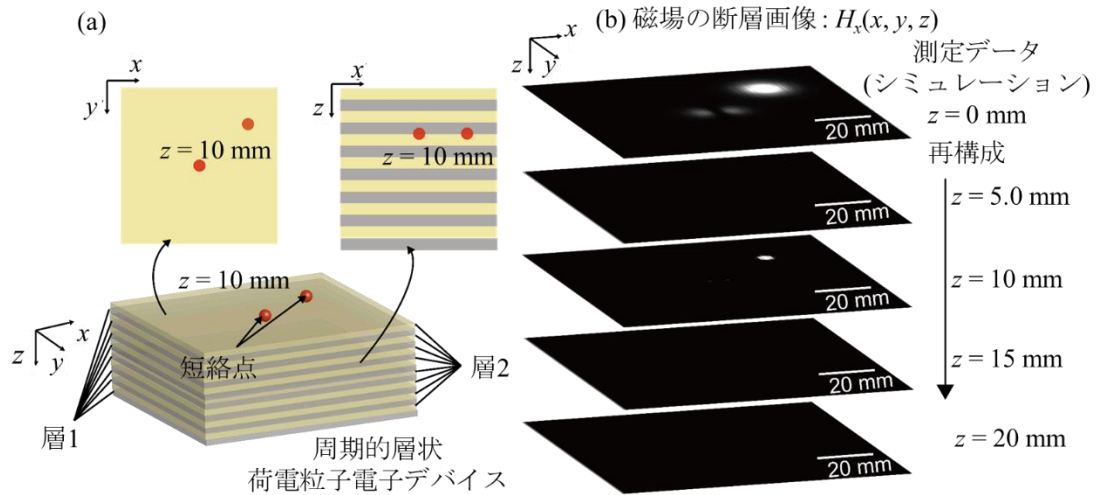 (a)
x
y
z = 10 mm
x
z
z = 10 mm
z = 10 mm
x
z
y
短絡点
層1
層2
周期的層状
荷電粒子電子デバイス
(b) 磁場の断層画像 : Hx(x, y, z)
x
z
y
測定データ
(シミュレーション)
z=0 mm
20 mm
再構成
z = 5.0 mm
20 mm
z = 10 mm
20 mm
z = 15 mm
20 mm
z = 20 mm
20 mm